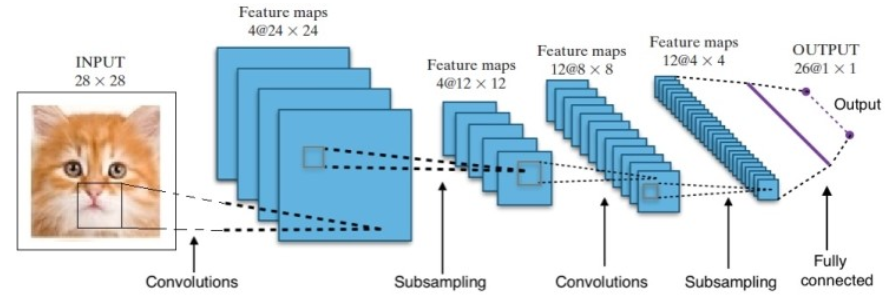 INPUT
28 × 28
Feature maps
4@24 × 24
Feature maps
4@12 × 12
Feature maps
12@8 × 8
Feature maps
12@4 × 4
OUTPUT
26@1 × 1
Output
Convolutions
Subsampling
Convolutions
Subsampling
Fully
connected